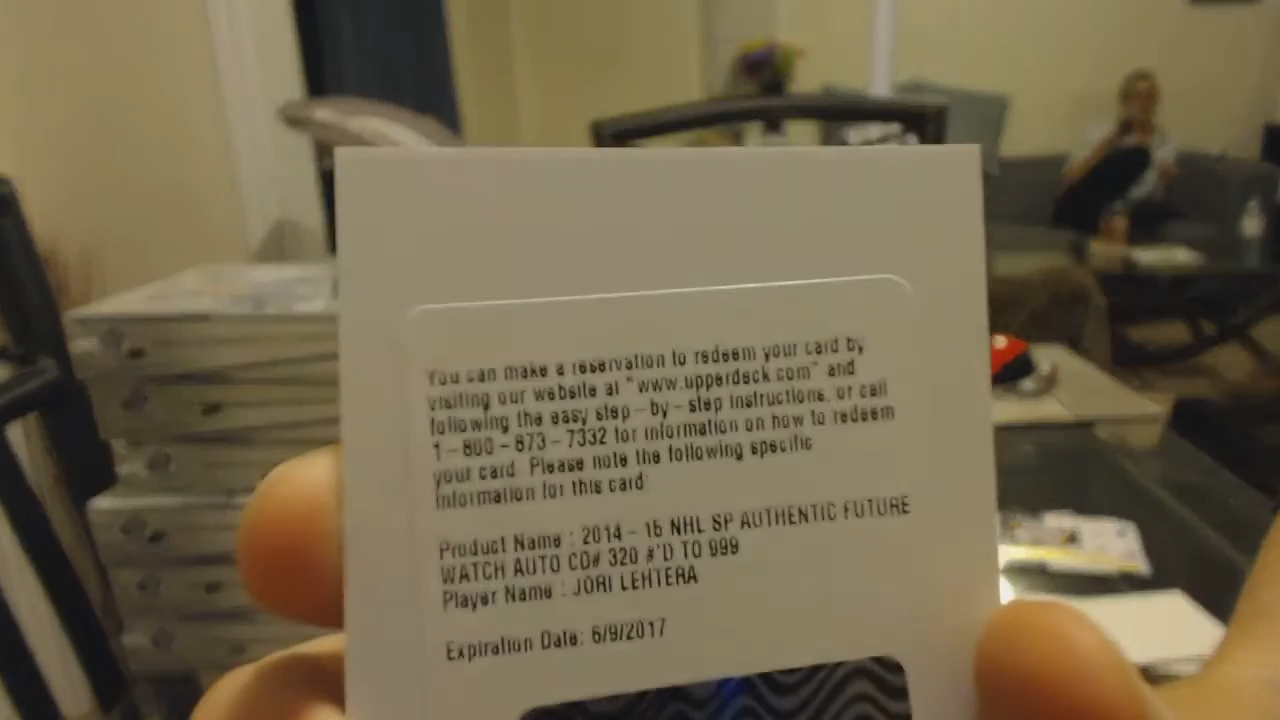 You can make a reservation to redeem your card by
visiting our website at "www.upperdeck.com" and
following the easy step-by-step instructions, or call
1-800-873-7332 for information on how to redeem
your card. Please note the following specific
information for this card:
Product Name : 2014-15 NHL SP AUTHENTIC FUTURE
WATCH AUTO CD# 320 #'D TO 999
Player Name : JORI LEHTERA
Expiration Date: 6/9/2017